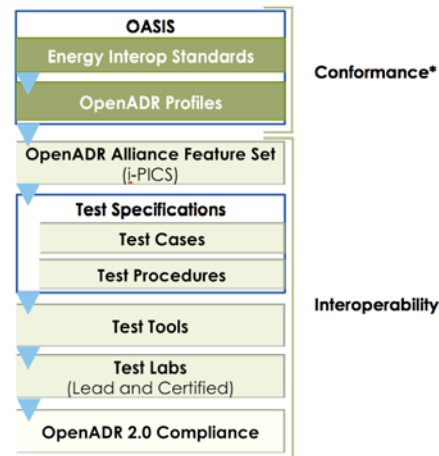 OASIS
Energy Interop Standards
OpenADR Profiles
Conformance*
OpenADR Alliance Feature Set
(i-PICS)
Test Specifications
Test Cases
Test Procedures
Interoperability
Test Tools
Test Labs
(Lead and Certified)
OpenADR 2.0 Compliance